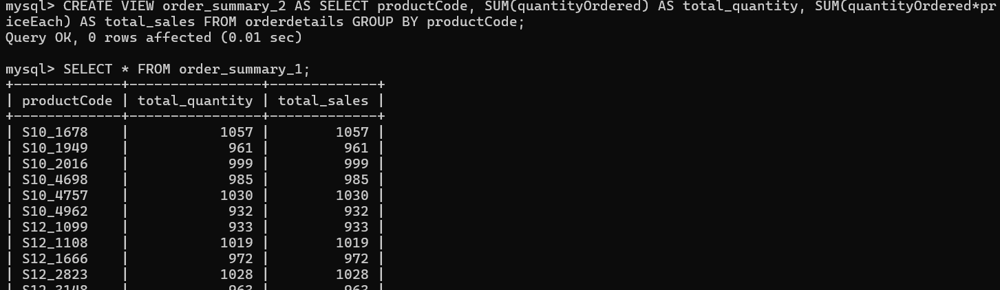 mysql> CREATE VIEW order_summary_2 AS SELECT productCode, SUM(quantityOrdered) AS total_quantity, SUM(quantityOrdered*pr
iceEach) AS total_sales FROM orderdetails GROUP BY productCode;
Query OK, 0 rows affected (0.01 sec)
mysql> SELECT * FROM order_summary_1;
+-------------+----------------+-------------+
| productCode | total_quantity | total_sales |
+-------------+----------------+-------------+
| S10_1678    |           1057 |        1057 |
| S10_1949    |            961 |         961 |
| S10_2016    |            999 |         999 |
| S10_4698    |            985 |         985 |
| S10_4757    |           1030 |        1030 |
| S10_4962    |            932 |         932 |
| S12_1099    |            933 |         933 |
| S12_1108    |           1019 |        1019 |
| S12_1666    |            972 |         972 |
| S12_2823    |           1028 |        1028 |
| S12_3148    |            963 |         963 |